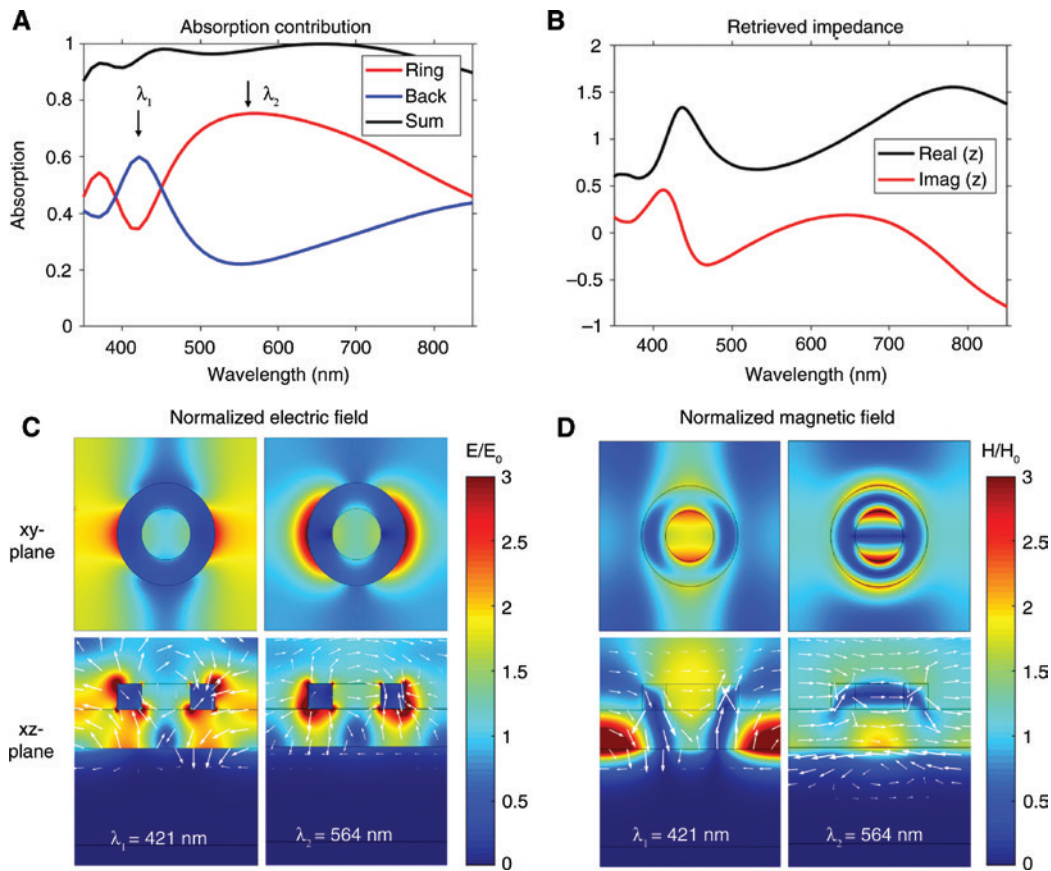 A
Absorption contribution
1
0.8
0.6
0.4
0.2
0
Absorption
400 500 600 700 800
Wavelength (nm)
λ1
λ2
Ring
Back
Sum
B
Retrieved impedance
2
1.5
1
0.5
0
−0.5
−1
400 500 600 700 800
Wavelength (nm)
Real (z)
Imag (z)
C
Normalized electric field
E/E0
3
2.5
2
1.5
1
0.5
0
xy-
plane
xz-
plane
λ1 = 421 nm
λ2 = 564 nm
D
Normalized magnetic field
H/H0
3
2.5
2
1.5
1
0.5
0
λ1 = 421 nm
λ2 = 564 nm